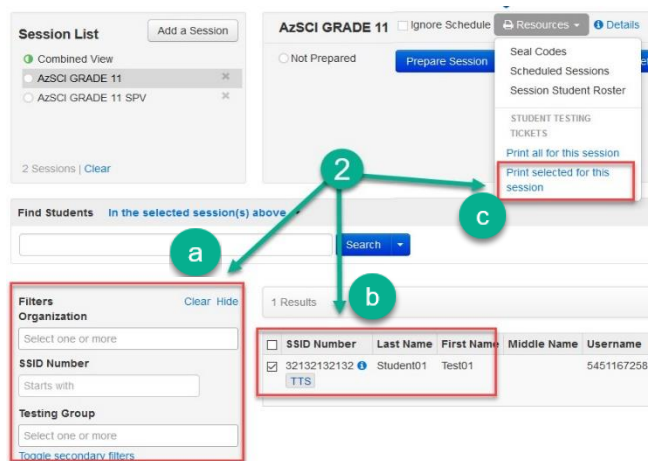 Session List
Add a Session
Combined View
AzSCI GRADE 11
AzSCI GRADE 11 SPV
2 Sessions | Clear
AzSCI GRADE 11
Ignore Schedule
Resources
Details
Not Prepared
Prepare Session
Seal Codes
Scheduled Sessions
Session Student Roster
STUDENT TESTING
TICKETS
Print all for this session
Print selected for this
session
2
a
b
c
Find Students
In the selected session(s) above
Search
Filters
Clear Hide
Organization
Select one or more
SSID Number
Starts with
Testing Group
Select one or more
Toggle secondary filters
1 Results
SSID Number Last Name First Name Middle Name Username
32132132132 Student01 Test01 5451167258
TTS